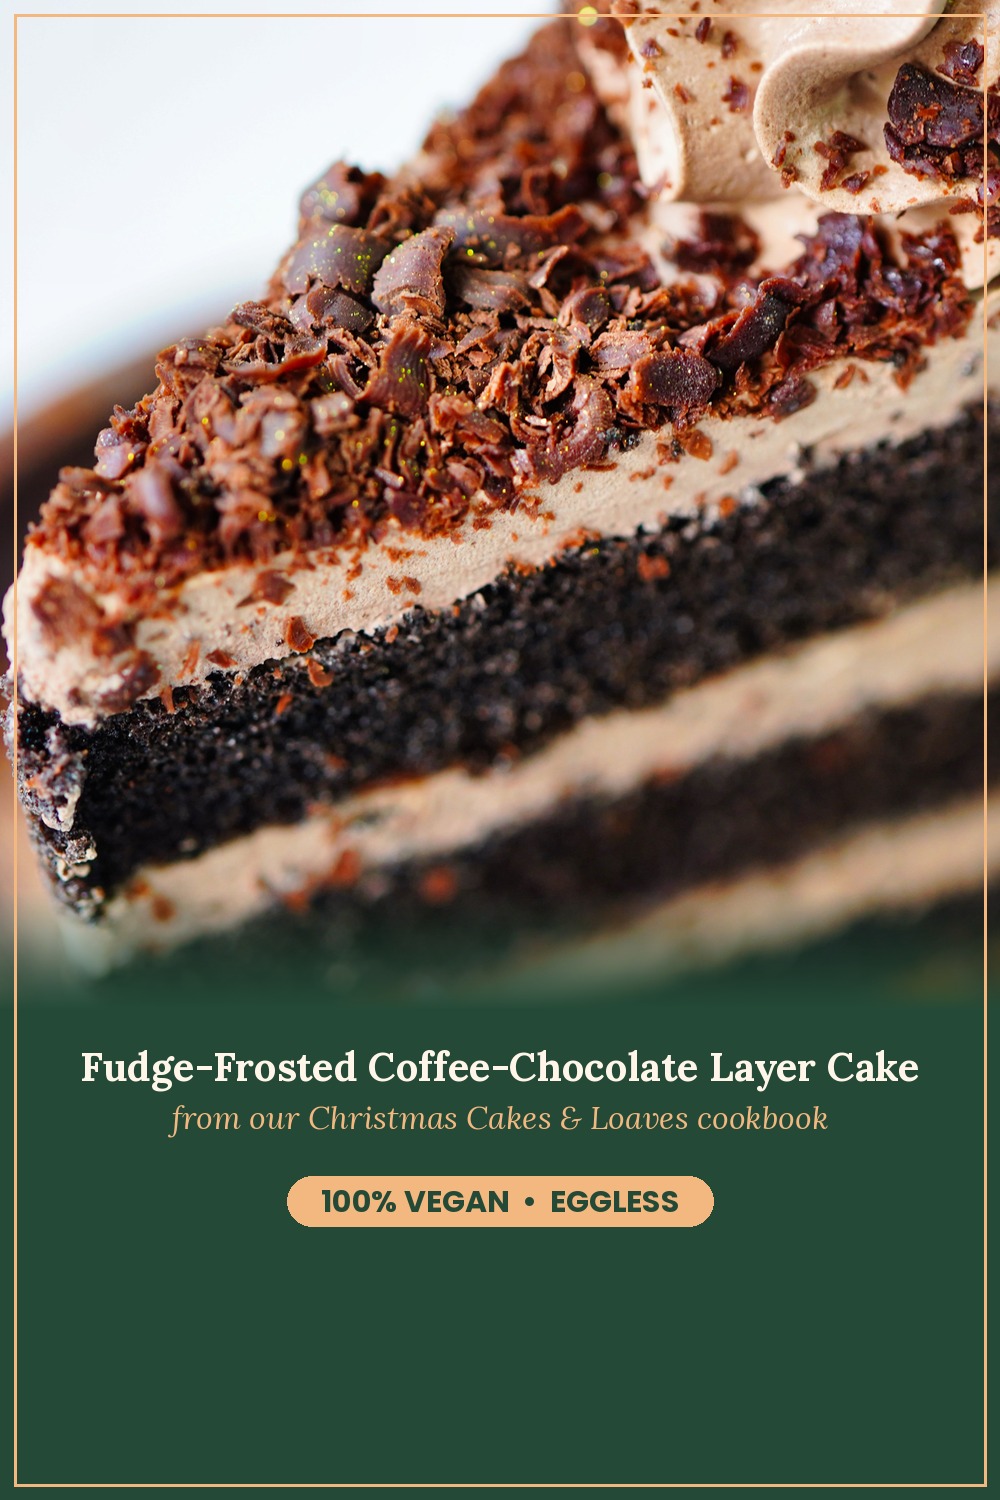 Fudge-Frosted Coffee-Chocolate Layer Cake
from our Christmas Cakes & Loaves cookbook
100% VEGAN • EGGLESS